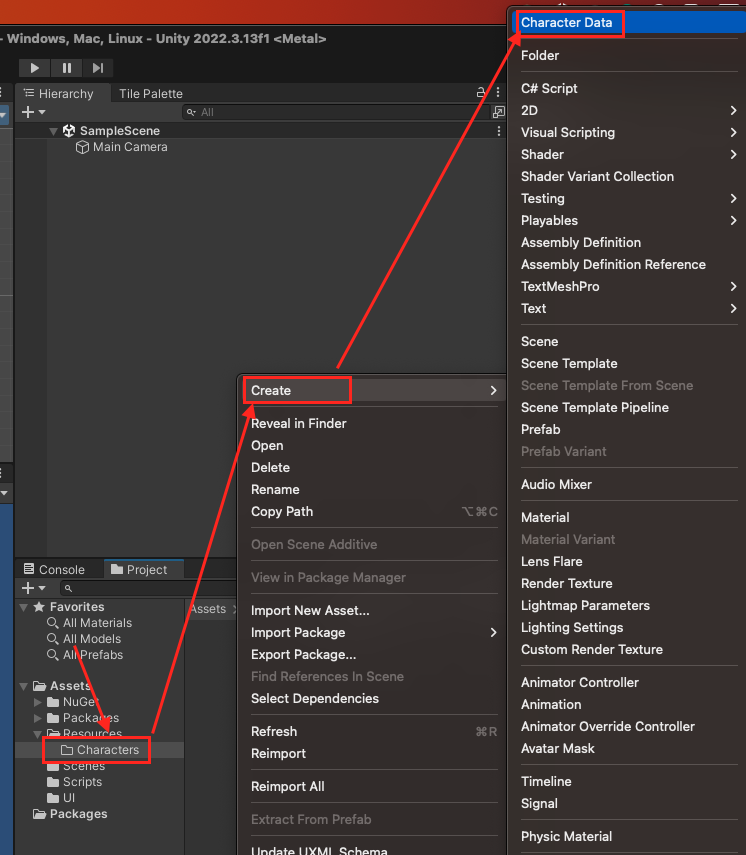 - Windows, Mac, Linux - Unity 2022.3.13f1 <Metal>
Hierarchy
Tile Palette
All
SampleScene
Main Camera
Console
Project
Favorites
All Materials
All Models
All Prefabs
Assets
NuGet
Packages
Resources
Characters
Scenes
Scripts
UI
Packages
Assets
Create
Reveal in Finder
Open
Delete
Rename
Copy Path ⌥⌘C
Open Scene Additive
View in Package Manager
Import New Asset...
Import Package
Export Package...
Find References In Scene
Select Dependencies
Refresh ⌘R
Reimport
Reimport All
Extract From Prefab
Update UXML Schema
Character Data
Folder
C# Script
2D
Visual Scripting
Shader
Shader Variant Collection
Testing
Playables
Assembly Definition
Assembly Definition Reference
TextMeshPro
Text
Scene
Scene Template
Scene Template From Scene
Scene Template Pipeline
Prefab
Prefab Variant
Audio Mixer
Material
Material Variant
Lens Flare
Render Texture
Lightmap Parameters
Lighting Settings
Custom Render Texture
Animator Controller
Animation
Animator Override Controller
Avatar Mask
Timeline
Signal
Physic Material